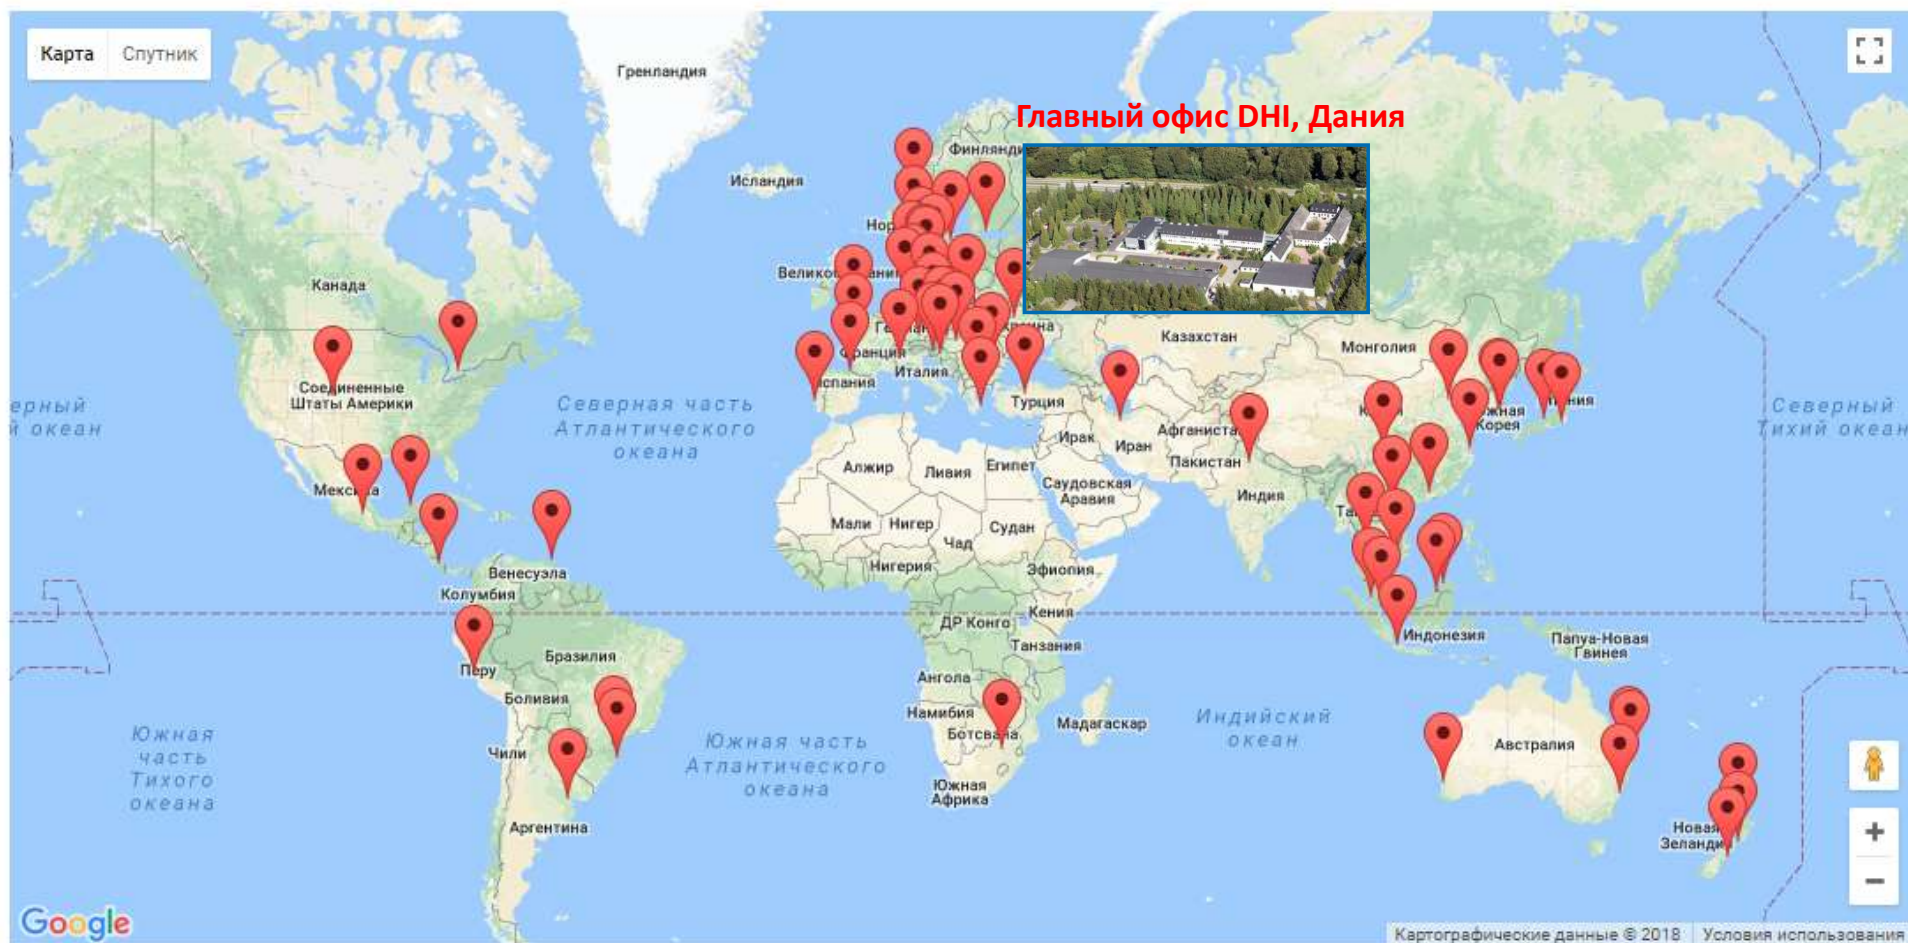 Карта
Спутник
Гренландия
Главный офис DHI, Дания
Исландия
Канада
Соединенные
Штаты Америки
Северная часть
Атлантического
океана
Италия
Турция
Казахстан
Монголия
Корея
Северный
Тихий океан
Ирак
Иран
Пакистан
Алжир
Ливия
Египет
Саудовская
Аравия
Индия
Мали
Нигер
Чад
Судан
Нигерия
Эфиопия
Венесуэла
Колумбия
ДР Конго
Кения
Танзания
Индонезия
Папуа-Новая
Гвинея
Перу
Бразилия
Боливия
Ангола
Намибия
Мадагаскар
Индийский
океан
Австралия
Южная
часть
Тихого
океана
Чили
Южная часть
Атлантического
океана
Южная
Африка
Аргентина
Новая
Google
Картографические данные © 2018
Условия использования